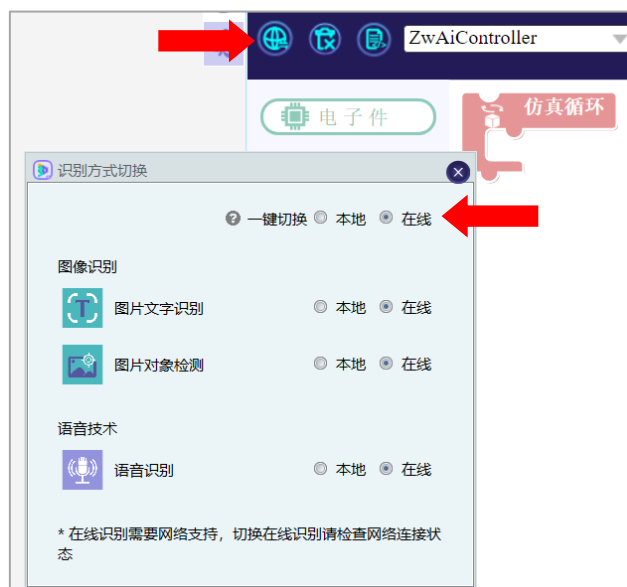 ZwAiController
电子件
仿真循环
识别方式切换
一键切换 本地 在线
图像识别
图片文字识别 本地 在线
图片对象检测 本地 在线
语音技术
语音识别 本地 在线
* 在线识别需要网络支持，切换在线识别请检查网络连接状
态